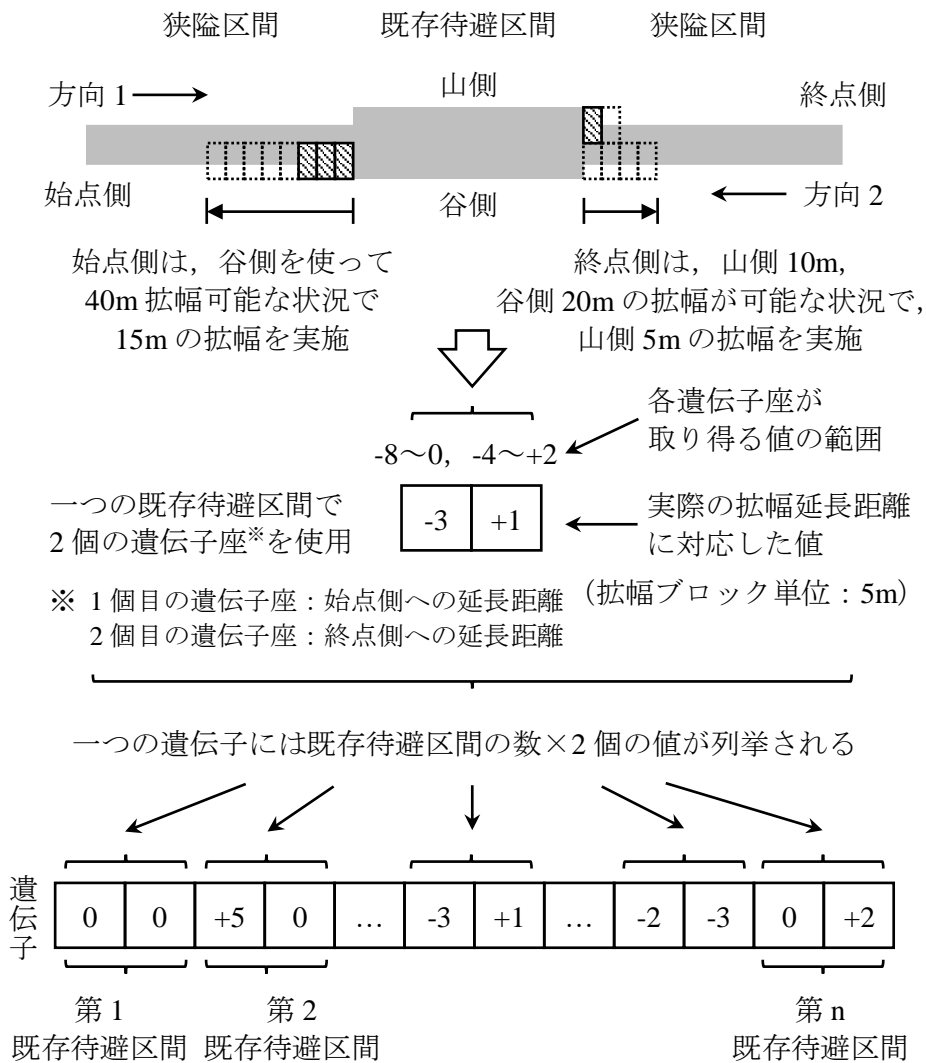 狭隘区間 既存待避区間 狭隘区間
山側
方向 1
終点側
始点側
谷側
方向 2
始点側は，谷側を使って
40m 拡幅可能な状況で
15m の拡幅を実施
終点側は，山側 10m，
谷側 20m の拡幅が可能な状況で，
山側 5m の拡幅を実施
各遺伝子座が
取り得る値の範囲
-8～0，-4～+2
一つの既存待避区間で
2 個の遺伝子座※を使用
-3 +1
実際の拡幅延長距離
に対応した値
（拡幅ブロック単位：5m）
※ 1 個目の遺伝子座：始点側への延長距離
2 個目の遺伝子座：終点側への延長距離
一つの遺伝子には既存待避区間の数×2 個の値が列挙される
遺伝子
0 0 +5 0 … -3 +1 … -2 -3 0 +2
第 1
既存待避区間
第 2
既存待避区間
第 n
既存待避区間